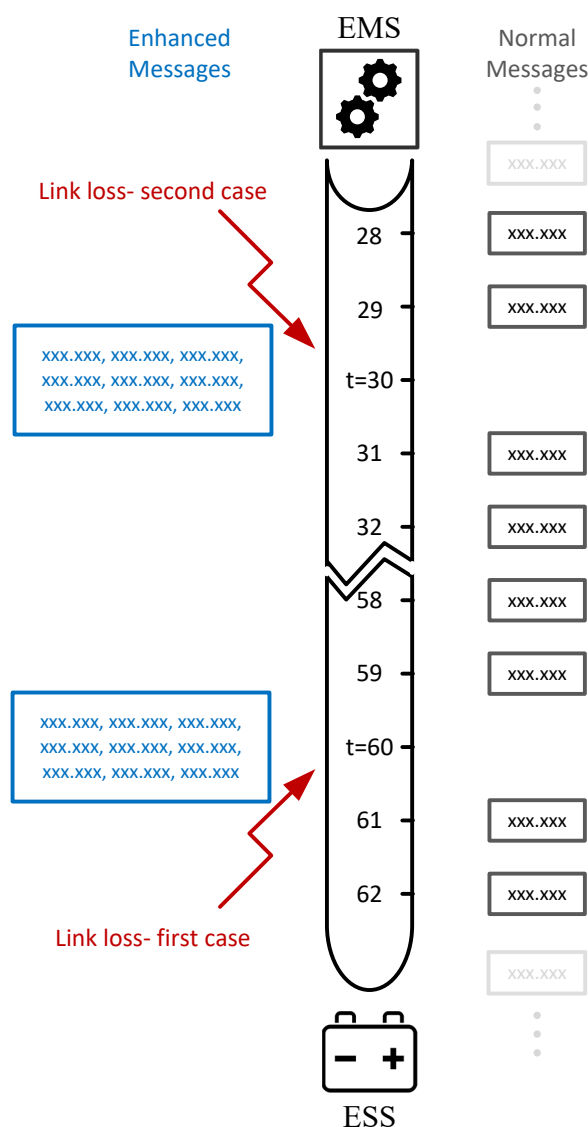 Enhanced
Messages
EMS
Normal
Messages
xxx.xxx
Link loss- second case
28
xxx.xxx
29
xxx.xxx
xxx.xxx, xxx.xxx, xxx.xxx,
xxx.xxx, xxx.xxx, xxx.xxx,
xxx.xxx, xxx.xxx, xxx.xxx
t=30
31
xxx.xxx
32
xxx.xxx
58
xxx.xxx
59
xxx.xxx
xxx.xxx, xxx.xxx, xxx.xxx,
xxx.xxx, xxx.xxx, xxx.xxx,
xxx.xxx, xxx.xxx, xxx.xxx
t=60
61
xxx.xxx
62
xxx.xxx
Link loss- first case
xxx.xxx
ESS